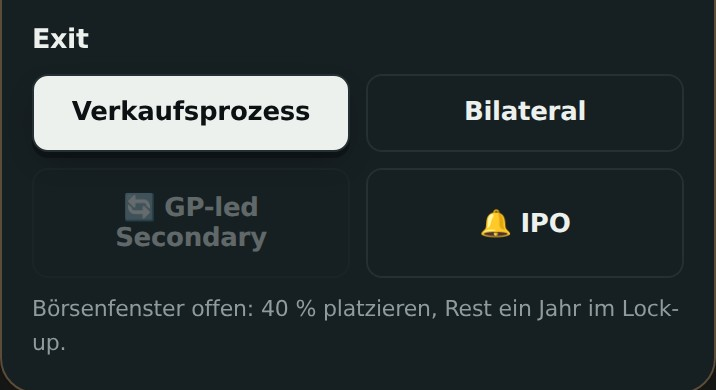 Exit
Verkaufsprozess
Bilateral
🔄 GP-led
Secondary
🔔 IPO
Börsenfenster offen: 40 % platzieren, Rest ein Jahr im Lock-
up.